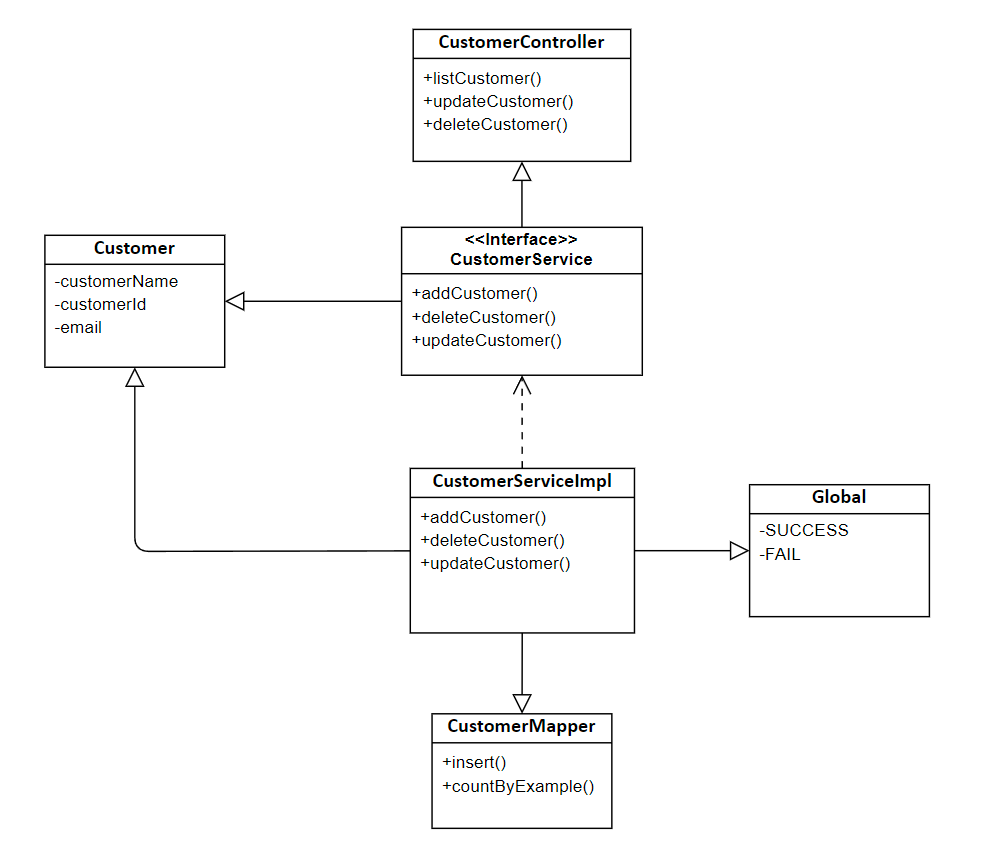 CustomerController
+listCustomer()
+updateCustomer()
+deleteCustomer()
<<Interface>>
CustomerService
+addCustomer()
+deleteCustomer()
+updateCustomer()
Customer
-customerName
-customerId
-email
CustomerServiceImpl
+addCustomer()
+deleteCustomer()
+updateCustomer()
Global
-SUCCESS
-FAIL
CustomerMapper
+insert()
+countByExample()